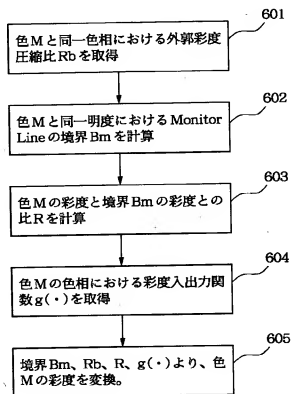 601
色Mと同一色相における外郭彩度
圧縮比Rbを取得
602
色Mと同一明度におけるMonitor
Lineの境界Bmを計算
603
色Mの彩度と境界Bmの彩度との
比Rを計算
604
色Mの色相における彩度入出力関
数g(・)を取得
605
境界Bm、Rb、R、g(・)より、色
Mの彩度を変換。